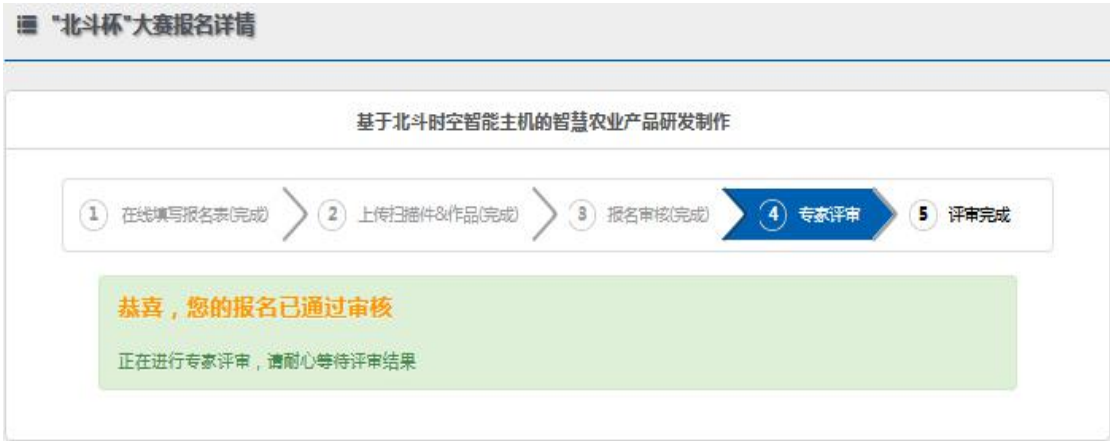 "北斗杯"大赛报名详情
基于北斗时空智能主机的智慧农业产品研发制作
1 在线填写报名表(完成) 2 上传扫描件&作品(完成) 3 报名审核(完成) 4 专家评审 5 评审完成
恭喜，您的报名已通过审核
正在进行专家评审，请耐心等待评审结果